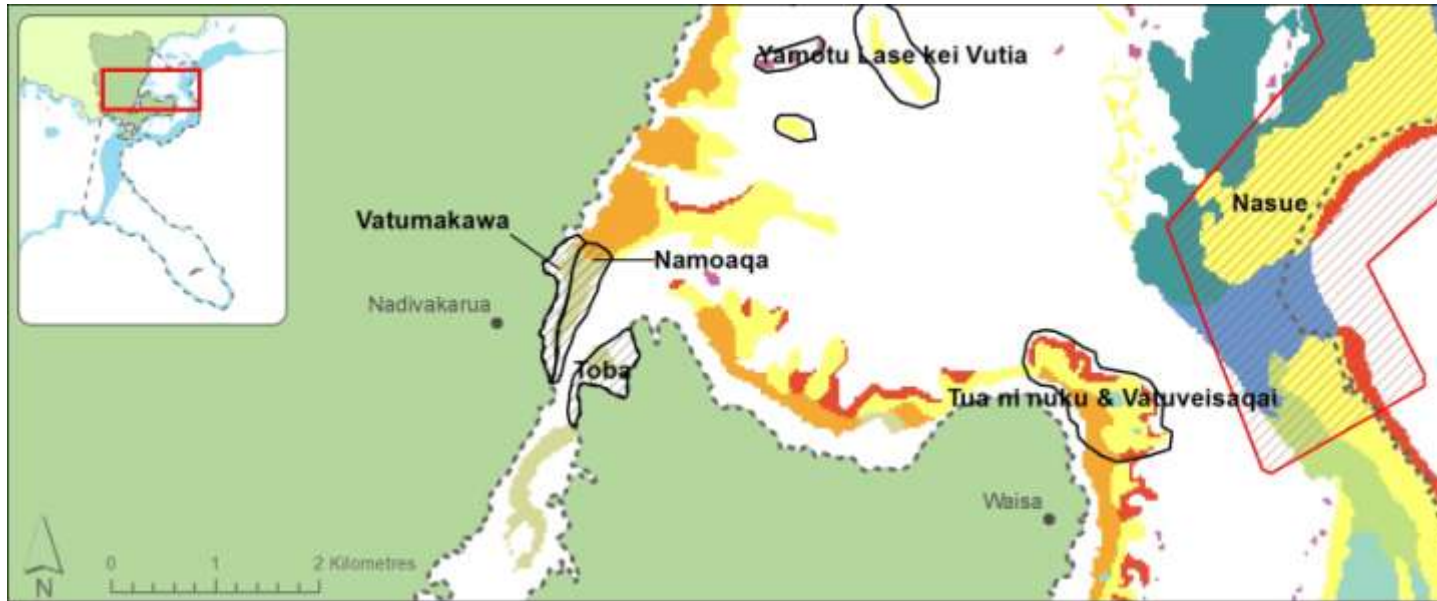 Yamotu Lase kei Vutia
Nasue
Vatumakawa
Namoaqa
Nadivakarua
Toba
Tua ni nuku & Vatuveisaqai
Waisa
0 1 2 Kilometres
N